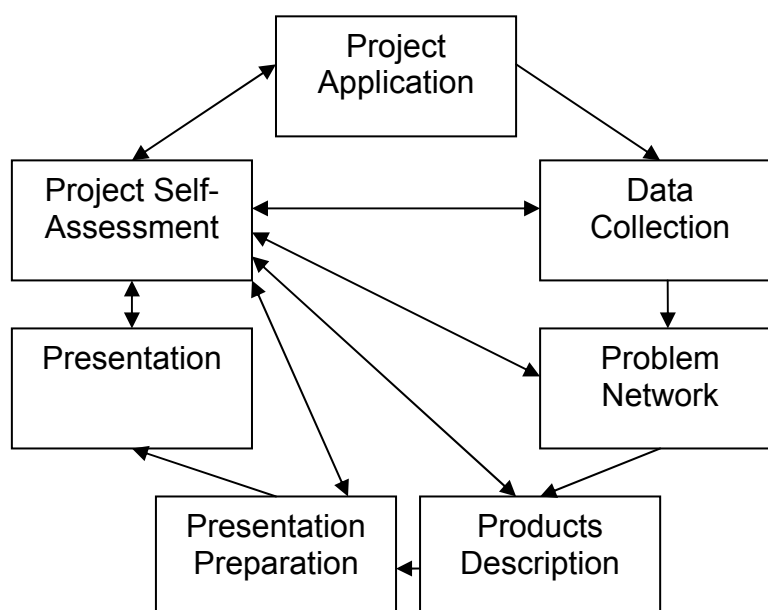 Project
Application
Project Self-
Assessment
Data
Collection
Presentation
Problem
Network
Presentation
Preparation
Products
Description